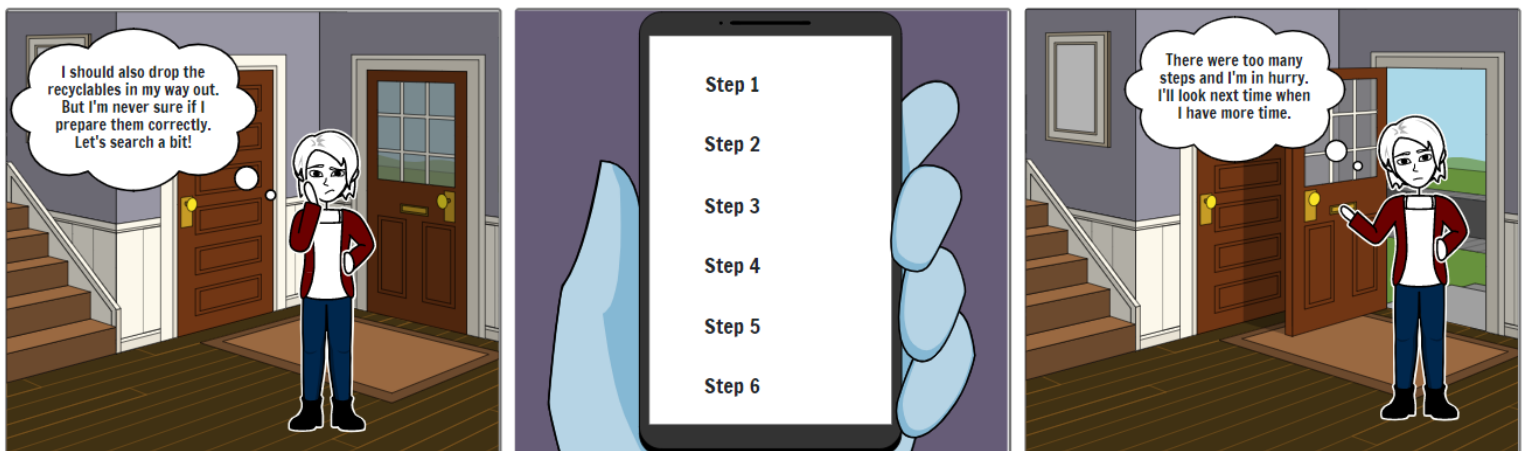 I should also drop the
recyclables in my way out.
But I'm never sure if I
prepare them correctly.
Let's search a bit!
Step 1
Step 2
Step 3
Step 4
Step 5
Step 6
There were too many
steps and I'm in hurry.
I'll look next time when
I have more time.